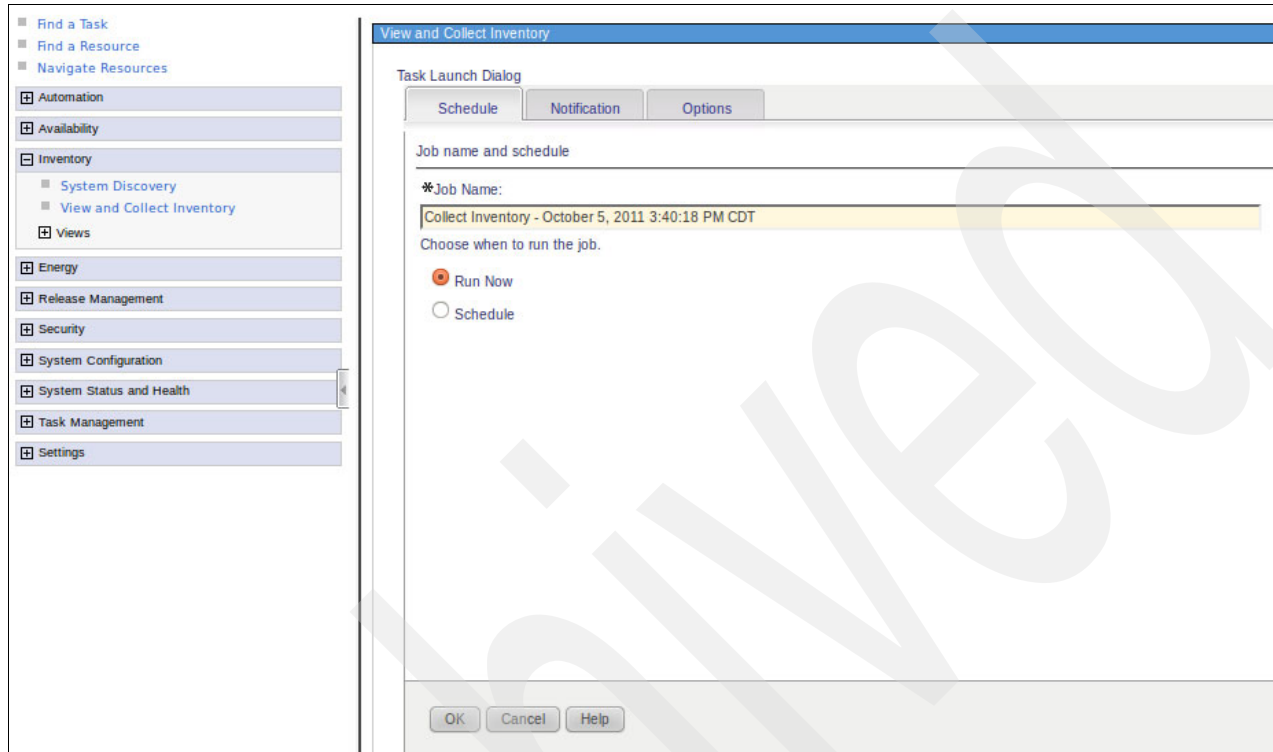 Find a Task
Find a Resource
Navigate Resources
Automation
Availability
Inventory
System Discovery
View and Collect Inventory
Views
Energy
Release Management
Security
System Configuration
System Status and Health
Task Management
Settings
View and Collect Inventory
Task Launch Dialog
Schedule Notification Options
Job name and schedule
*Job Name:
Collect Inventory - October 5, 2011 3:40:18 PM CDT
Choose when to run the job.
Run Now
Schedule
OK Cancel Help